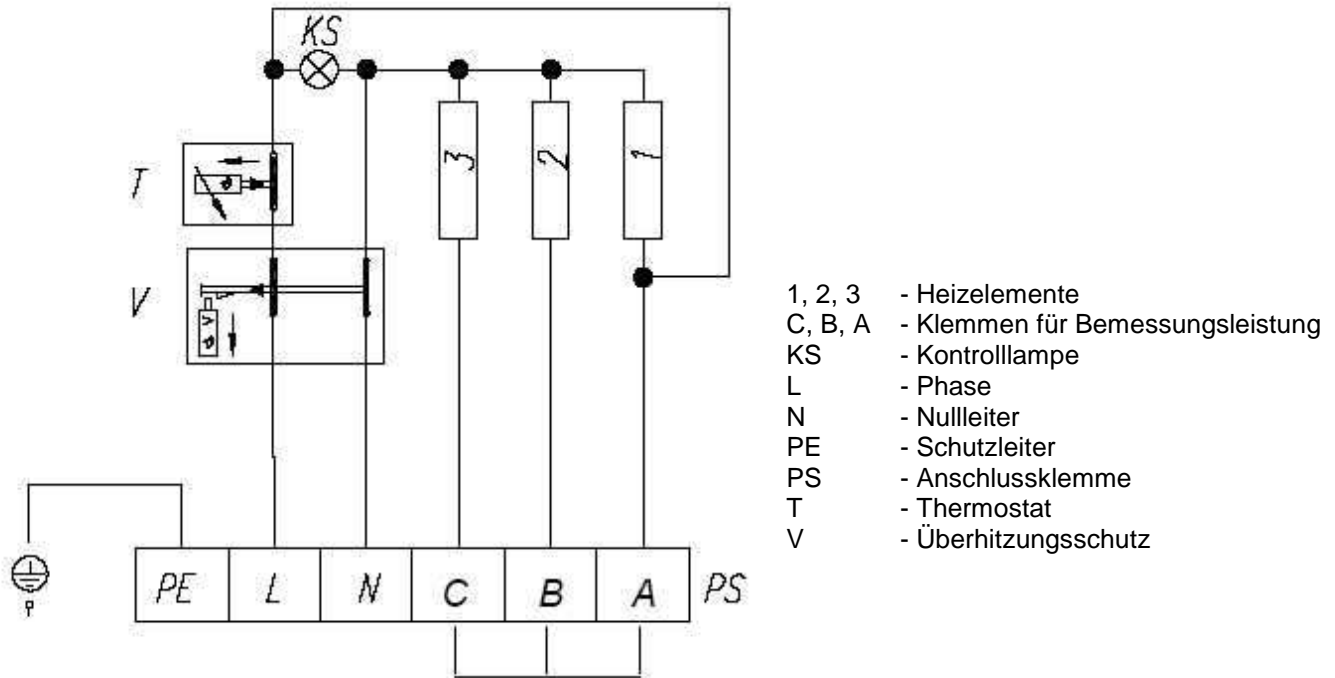 KS
T
3
2
1
V
PE L N C B A PS
1, 2, 3 - Heizelemente
C, B, A - Klemmen für Bemessungsleistung
KS - Kontrolllampe
L - Phase
N - Nullleiter
PE - Schutzleiter
PS - Anschlussklemme
T - Thermostat
V - Überhitzungsschutz